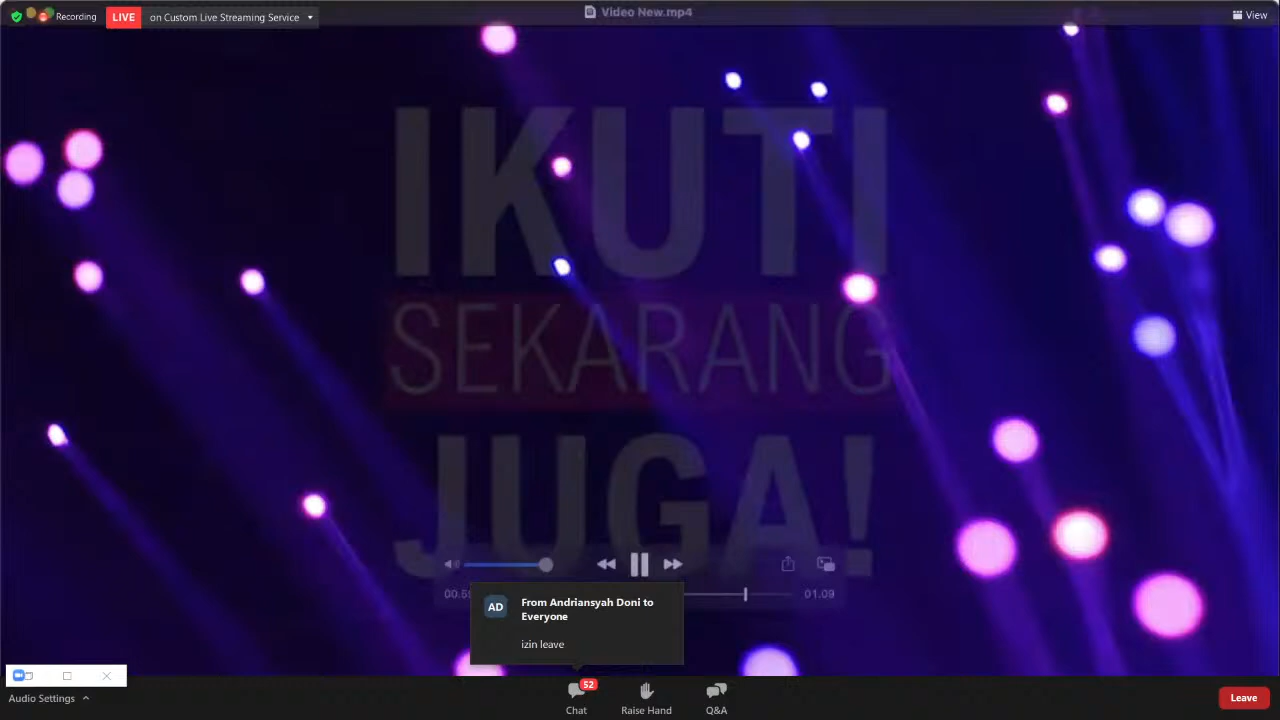 Recording
LIVE
on Custom Live Streaming Service
Video New.mp4
View
IKUTI
SEKARANG
JUGA!
01.09
AD
From Andriansyah Doni to
Everyone
izin leave
Audio Settings
52
Chat
Raise Hand
Q&A
Leave